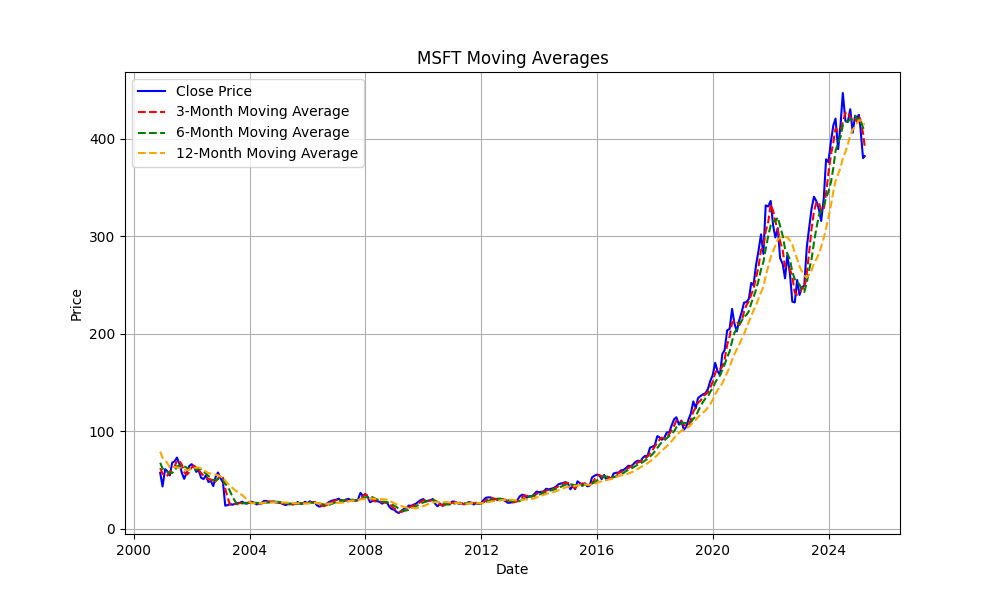 MSFT Moving Averages
Close Price
3-Month Moving Average
6-Month Moving Average
12-Month Moving Average
Price
400
300
200
100
0
2000 2004 2008 2012 2016 2020 2024
Date